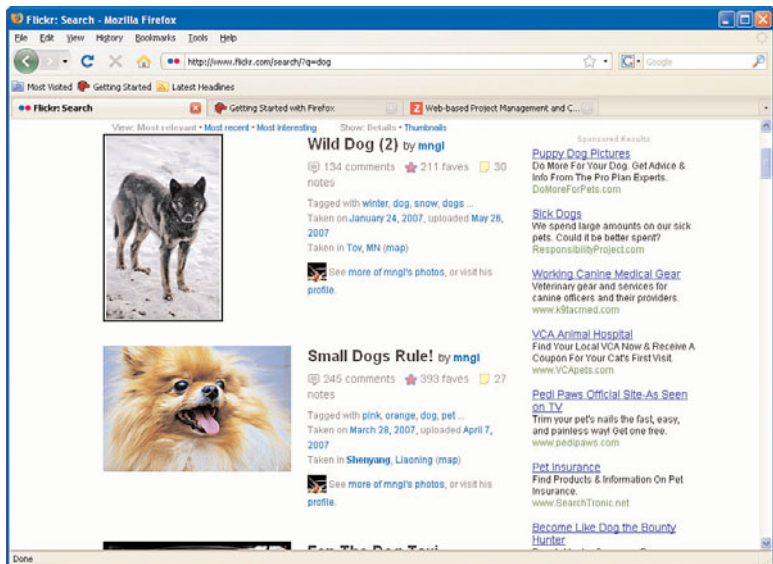 Flickr: Search - Mozilla Firefox
File Edit View History Bookmarks Tools Help
http://www.flickr.com/search/?q=dog
Google
Most Visited Getting Started Latest Headlines
Flickr: Search
Getting Started with Firefox
Web-based Project Management and C...
View: Most relevant • Most recent • Most interesting Show: Details • Thumbnails
Wild Dog (2) by mngl
134 comments 211 faves 30
notes
Tagged with winter, dog, snow, dogs ...
Taken on January 24, 2007, uploaded May 26,
2007
Taken in Toy, MN (map)
See more of mngl's photos, or visit his
profile.
Small Dogs Rule! by mngl
245 comments 393 faves 27
notes
Tagged with pink, orange, dog, pet ...
Taken on March 28, 2007, uploaded April 7,
2007
Taken in Shenyang, Liaoning (map)
See more of mngl's photos, or visit his
profile.
Sponsored Results
Puppy Dog Pictures
Do More For Your Dog. Get Advice &
Info From The Pro Plan Experts.
DoMoreForPets.com
Sick Dogs
We spend large amounts on our sick
pets. Could it be better spent?
ResponsibilityProject.com
Working Canine Medical Gear
Veterinary gear and services for
canine officers and their providers.
www.k9tacmed.com
VCA Animal Hospital
Find Your Local VCA Now & Receive A
Coupon For Your Cat's First Visit.
www.VCApets.com
Pedi Paws Official Site-As Seen
on TV
Trim your pet's nails the fast, easy,
and painless way! Get one free.
www.pedipaws.com
Pet Insurance
Find Products & Information On Pet
Insurance.
www.SearchTronic.net
Become Like Dog the Bounty
Hunter
Done